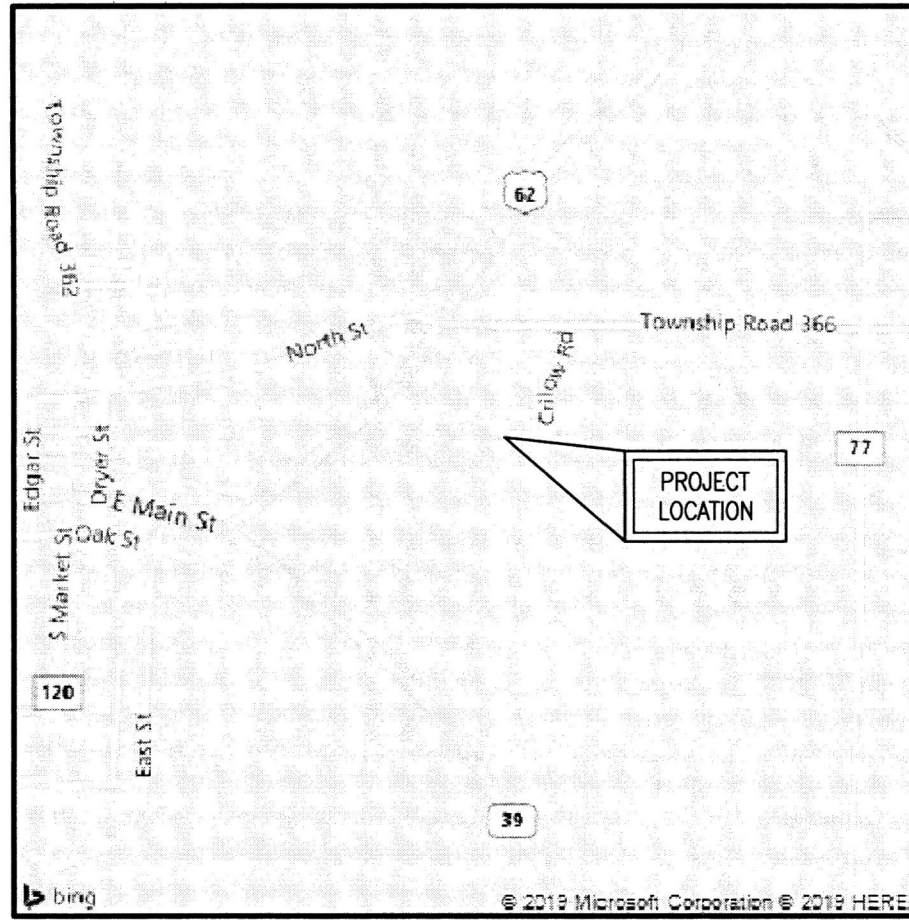 Township Road 362
62
North St
Township Road 366
Crilow Rd
Edgar St
Dryer St
77
PROJECT
LOCATION
E Main St
Oak St
S Market St
120
East St
39
bing
© 2019 Microsoft Corporation © 2019 HERE